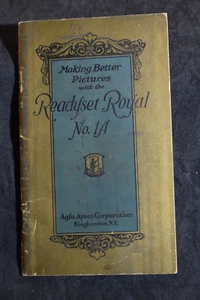 Making Better
Pictures
with the
Readyset Royal
No. 1A
Agfa Ansco Corporation
Binghamton, N.Y.